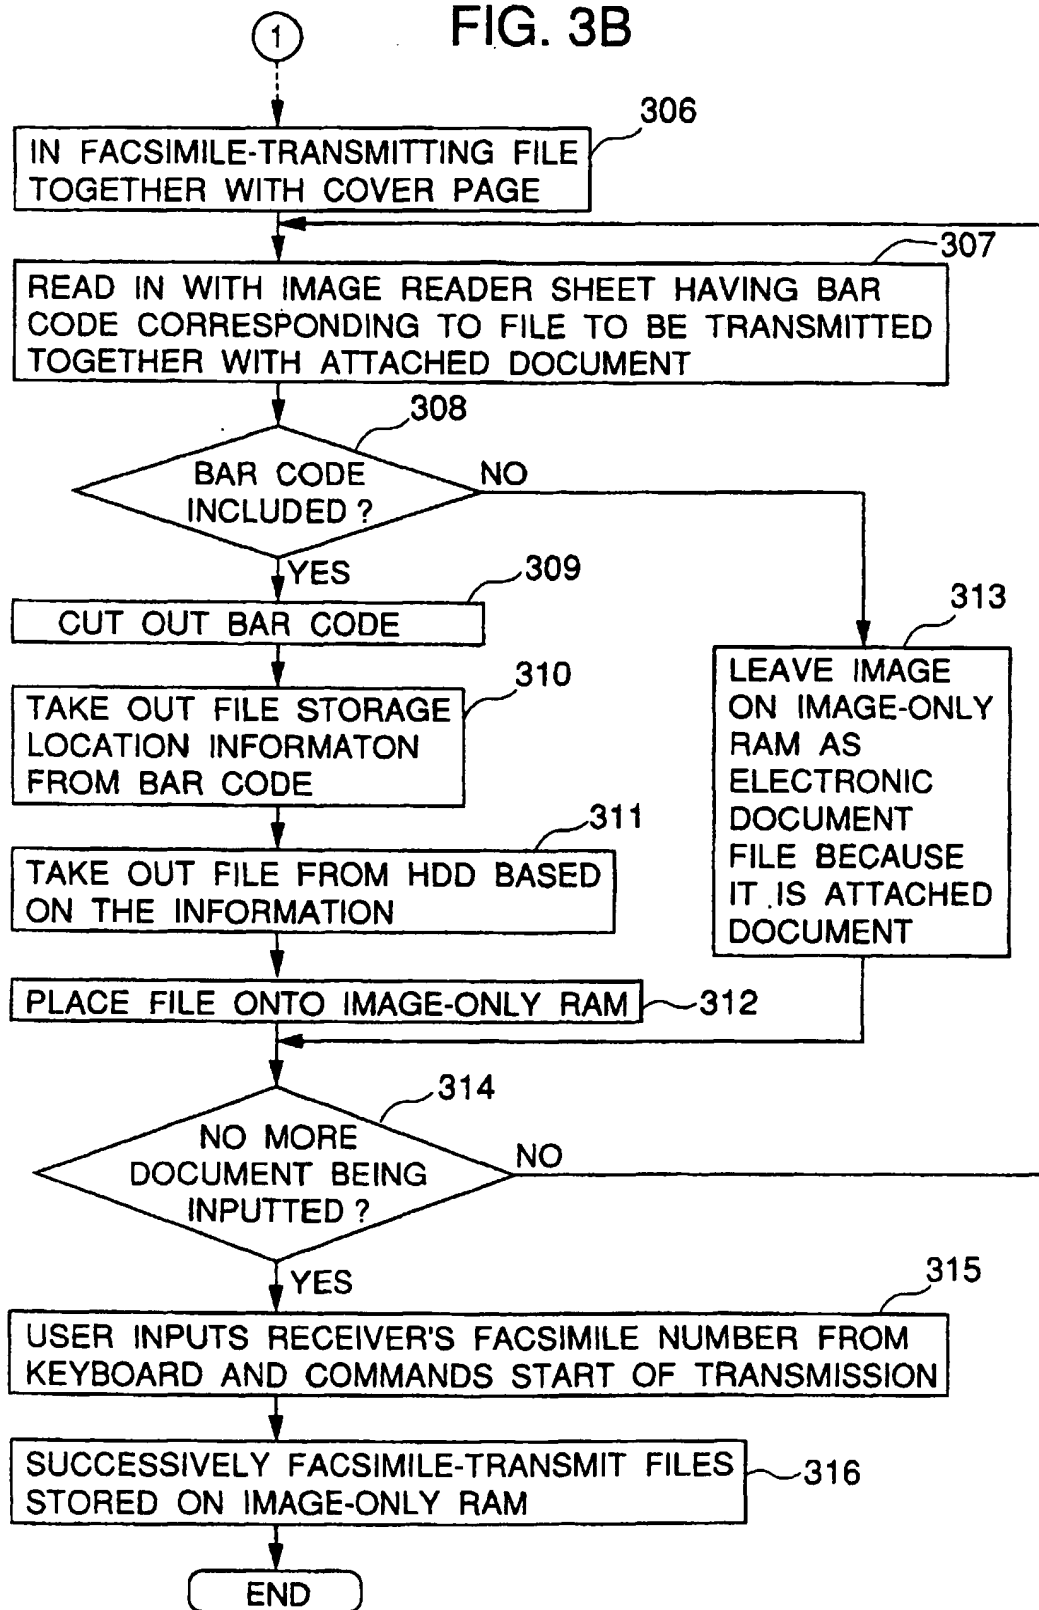 FIG. 3B
1
306
IN FACSIMILE-TRANSMITTING FILE
TOGETHER WITH COVER PAGE
307
READ IN WITH IMAGE READER SHEET HAVING BAR
CODE CORRESPONDING TO FILE TO BE TRANSMITTED
TOGETHER WITH ATTACHED DOCUMENT
308
BAR CODE
INCLUDED ?
NO
YES
309
CUT OUT BAR CODE
310
TAKE OUT FILE STORAGE
LOCATION INFORMATON
FROM BAR CODE
311
TAKE OUT FILE FROM HDD BASED
ON THE INFORMATION
313
LEAVE IMAGE
ON IMAGE-ONLY
RAM AS
ELECTRONIC
DOCUMENT
FILE BECAUSE
IT IS ATTACHED
DOCUMENT
PLACE FILE ONTO IMAGE-ONLY RAM
312
314
NO MORE
DOCUMENT BEING
INPUTTED ?
NO
YES
315
USER INPUTS RECEIVER'S FACSIMILE NUMBER FROM
KEYBOARD AND COMMANDS START OF TRANSMISSION
SUCCESSIVELY FACSIMILE-TRANSMIT FILES
STORED ON IMAGE-ONLY RAM
316
END